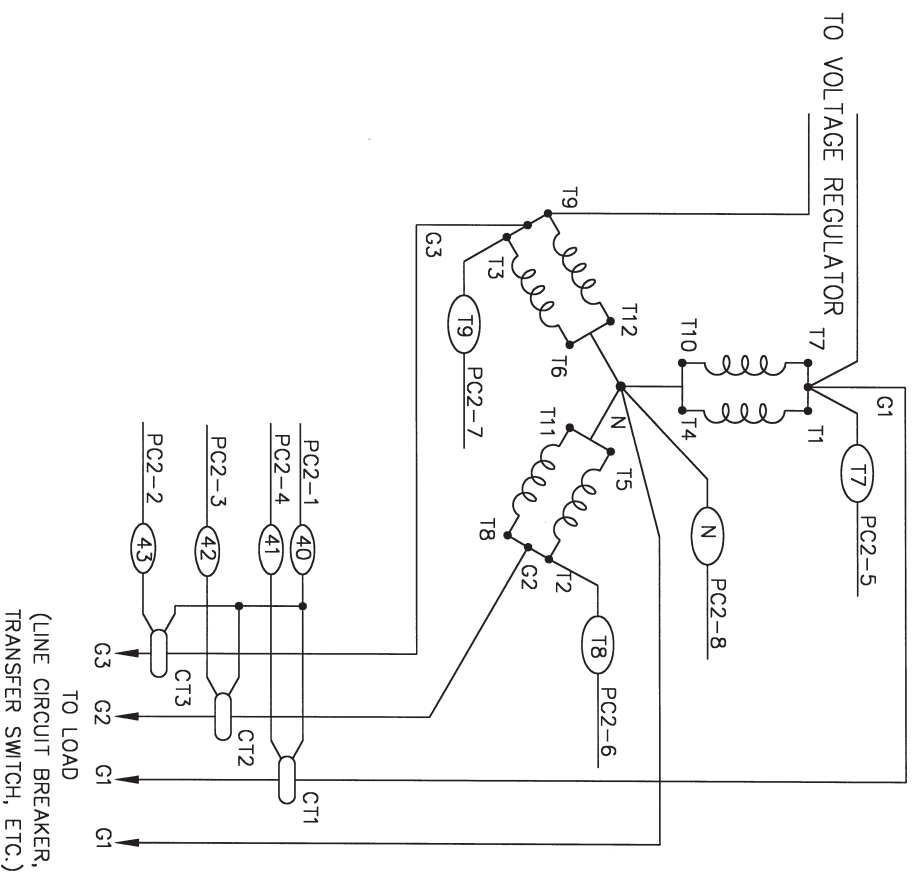 TO VOLTAGE REGULATOR
T9
T3
G3
T9
PC2-7
T12
T6
T10
T7
T4
T1
G1
T7
PC2-5
N
N
PC2-8
T11
T5
T8
T2
G2
T8
PC2-6
PC2-1
40
PC2-4
41
PC2-3
42
PC2-2
43
CT3
CT2
CT1
G3
G2
G1
G1
TO LOAD
(LINE CIRCUIT BREAKER,
TRANSFER SWITCH, ETC.)